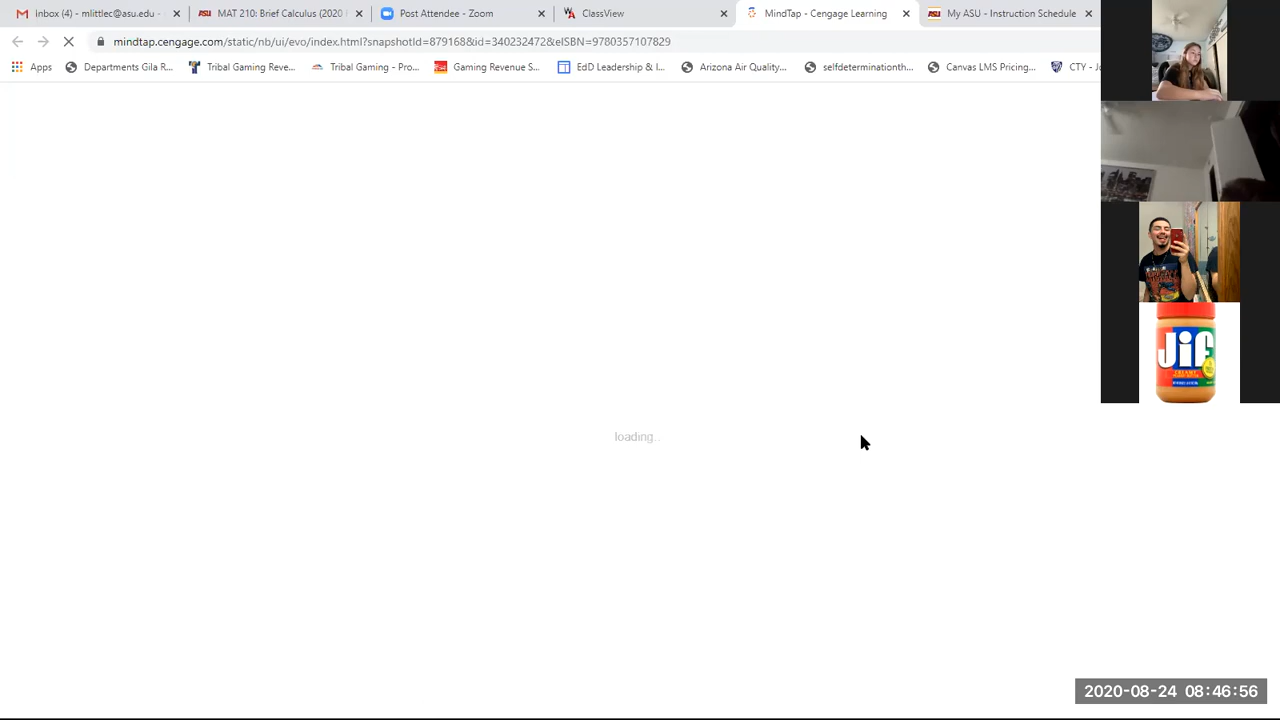 Inbox (4) - mlittlec@asu.edu -
MAT 210: Brief Calculus (2020
Post Attendee - Zoom
ClassView
MindTap - Cengage Learning
My ASU - Instruction Schedule
mindtap.cengage.com/static/nb/ui/evo/index.html?snapshotId=879168&id=340232472&eISBN=9780357107829
Apps
Departments Gila R...
Tribal Gaming Reve...
Tribal Gaming - Pro...
Gaming Revenue S...
EdD Leadership & I...
Arizona Air Quality...
selfdeterminationth...
Canvas LMS Pricing...
CTY - Jo
Jif
CREAMY
loading..
2020-08-24 08:46:56